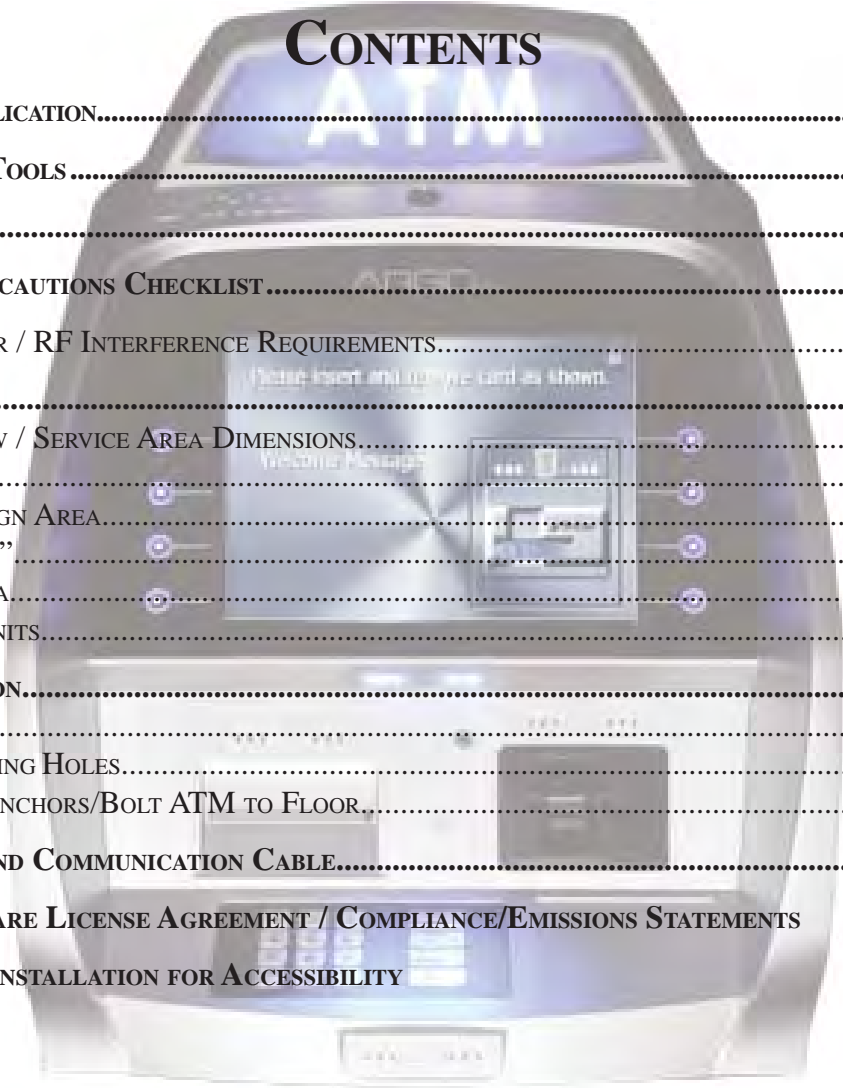 CONTENTS
ATM
LICATION
TOOLS
CAUTIONS CHECKLIST
ARGO
R / RF INTERFERENCE REQUIREMENTS
Please insert and remove card as shown.
W / SERVICE AREA DIMENSIONS
Welcome Message
GN AREA
”
A
NITS
ON
ING HOLES
NCHORS/BOLT ATM TO FLOOR
ND COMMUNICATION CABLE
ARE LICENSE AGREEMENT / COMPLIANCE/EMISSIONS STATEMENTS
NSTALLATION FOR ACCESSIBILITY